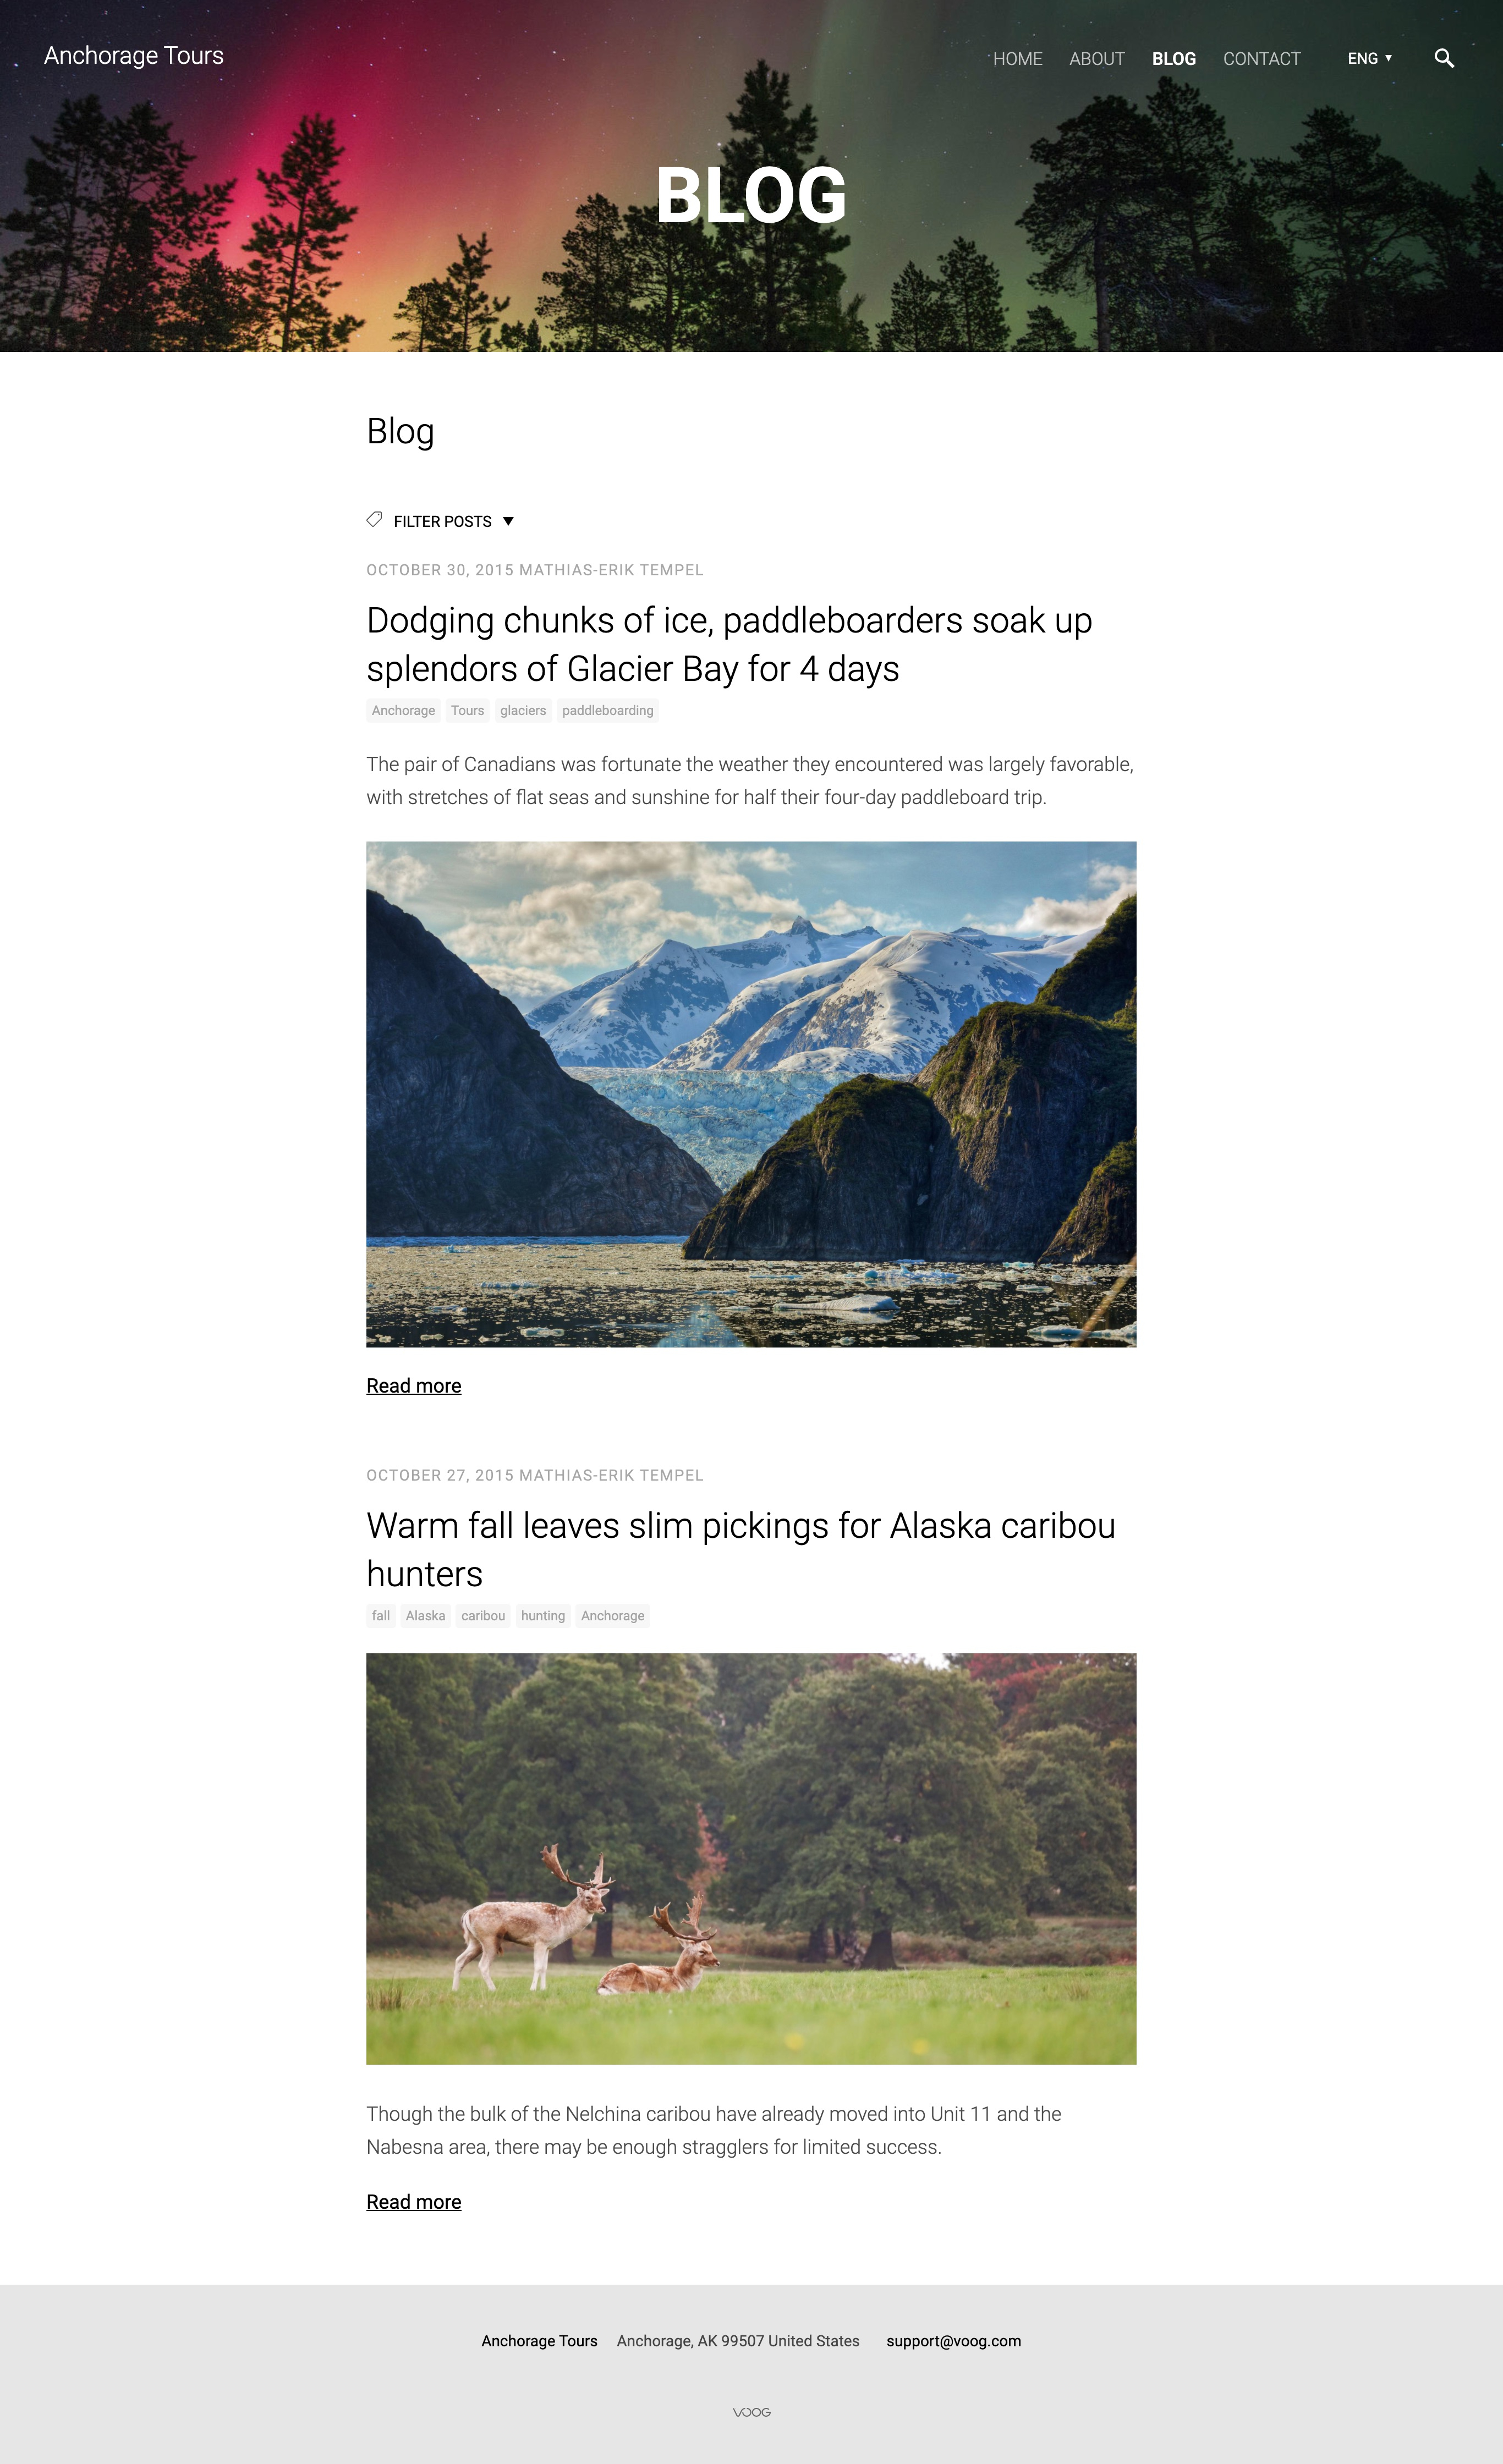 Anchorage Tours
HOME ABOUT BLOG CONTACT ENG
BLOG
Blog
FILTER POSTS
OCTOBER 30, 2015 MATHIAS-ERIK TEMPEL
Dodging chunks of ice, paddleboarders soak up
splendors of Glacier Bay for 4 days
Anchorage Tours glaciers paddleboarding
The pair of Canadians was fortunate the weather they encountered was largely favorable,
with stretches of flat seas and sunshine for half their four-day paddleboard trip.
Read more
OCTOBER 27, 2015 MATHIAS-ERIK TEMPEL
Warm fall leaves slim pickings for Alaska caribou
hunters
fall Alaska caribou hunting Anchorage
Though the bulk of the Nelchina caribou have already moved into Unit 11 and the
Nabesna area, there may be enough stragglers for limited success.
Read more
Anchorage Tours Anchorage, AK 99507 United States support@voog.com
VOOG